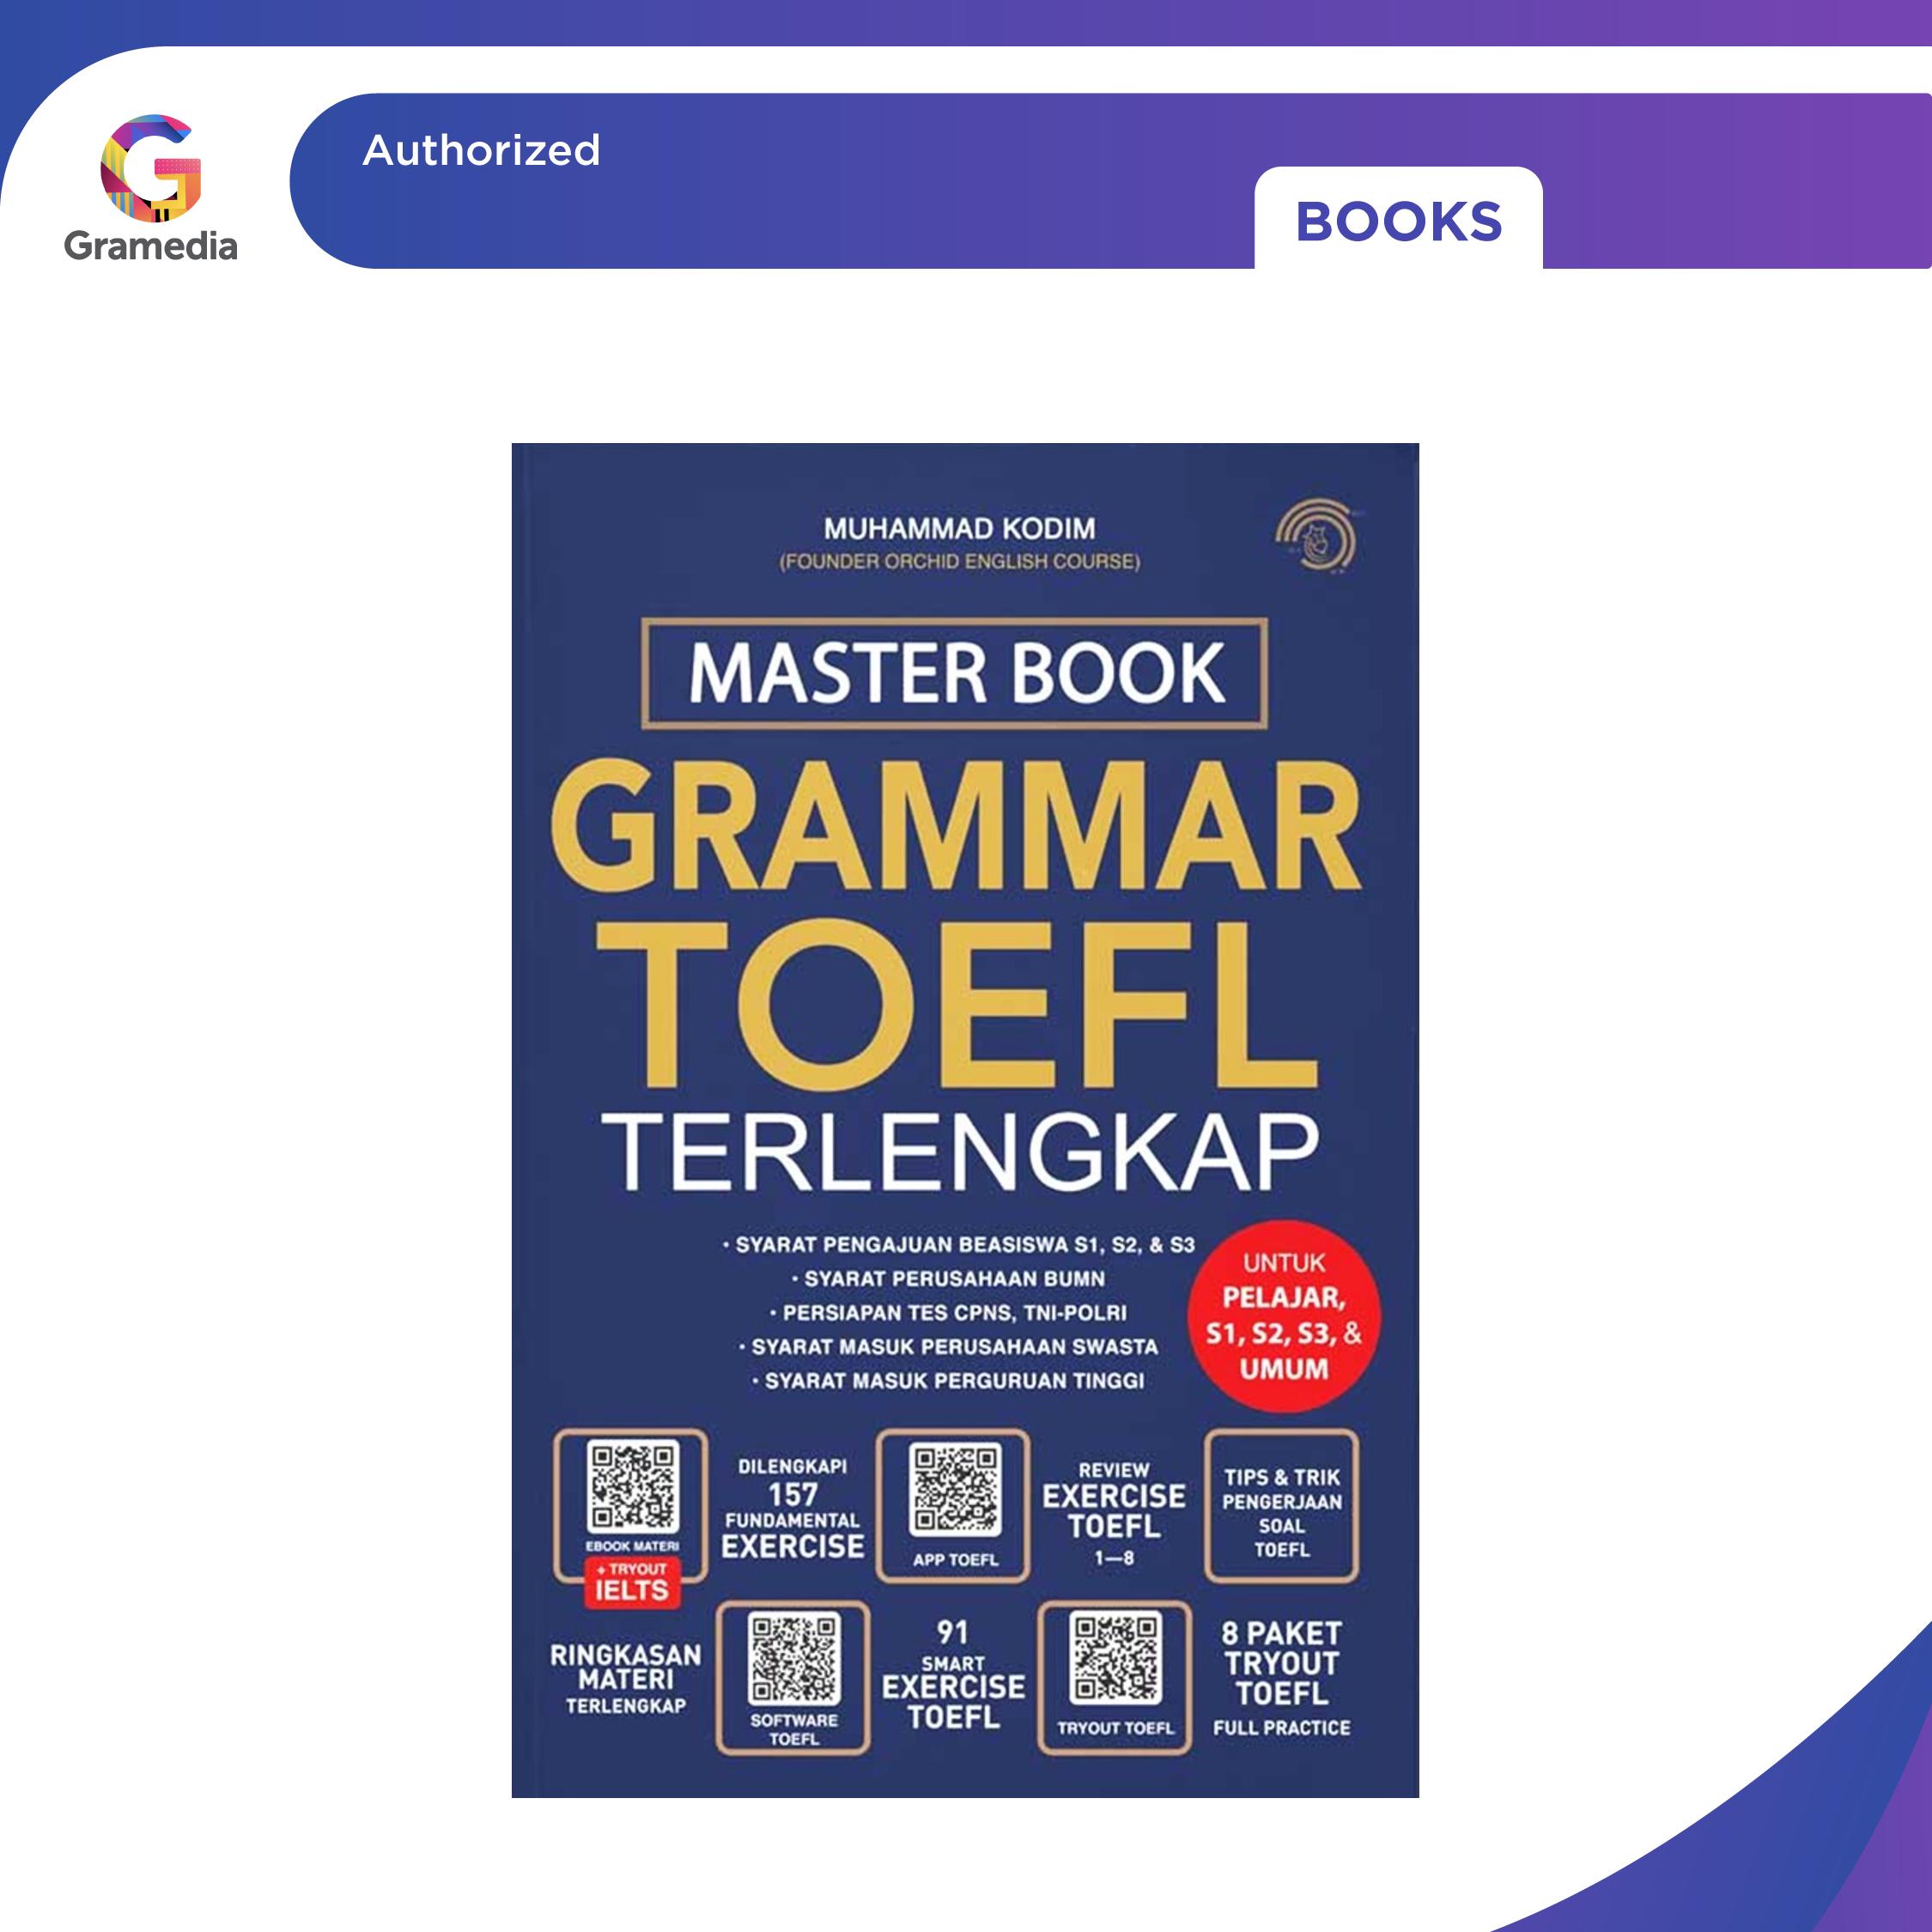 Gramedia
Authorized
BOOKS
MUHAMMAD KODIM
(FOUNDER ORCHID ENGLISH COURSE)
MASTER BOOK
GRAMMAR
TOEFL
TERLENGKAP
• SYARAT PENGAJUAN BEASISWA S1, S2, & S3
• SYARAT PERUSAHAAN BUMN
• PERSIAPAN TES CPNS, TNI-POLRI
• SYARAT MASUK PERUSAHAAN SWASTA
• SYARAT MASUK PERGURUAN TINGGI
UNTUK
PELAJAR,
S1, S2, S3, &
UMUM
EBOOK MATERI
+ TRYOUT
IELTS
DILENGKAPI
157
FUNDAMENTAL
EXERCISE
APP TOEFL
REVIEW
EXERCISE
TOEFL
1—8
TIPS & TRIK
PENGERJAAN
SOAL
TOEFL
RINGKASAN
MATERI
TERLENGKAP
SOFTWARE
TOEFL
91
SMART
EXERCISE
TOEFL
TRYOUT TOEFL
8 PAKET
TRYOUT
TOEFL
FULL PRACTICE